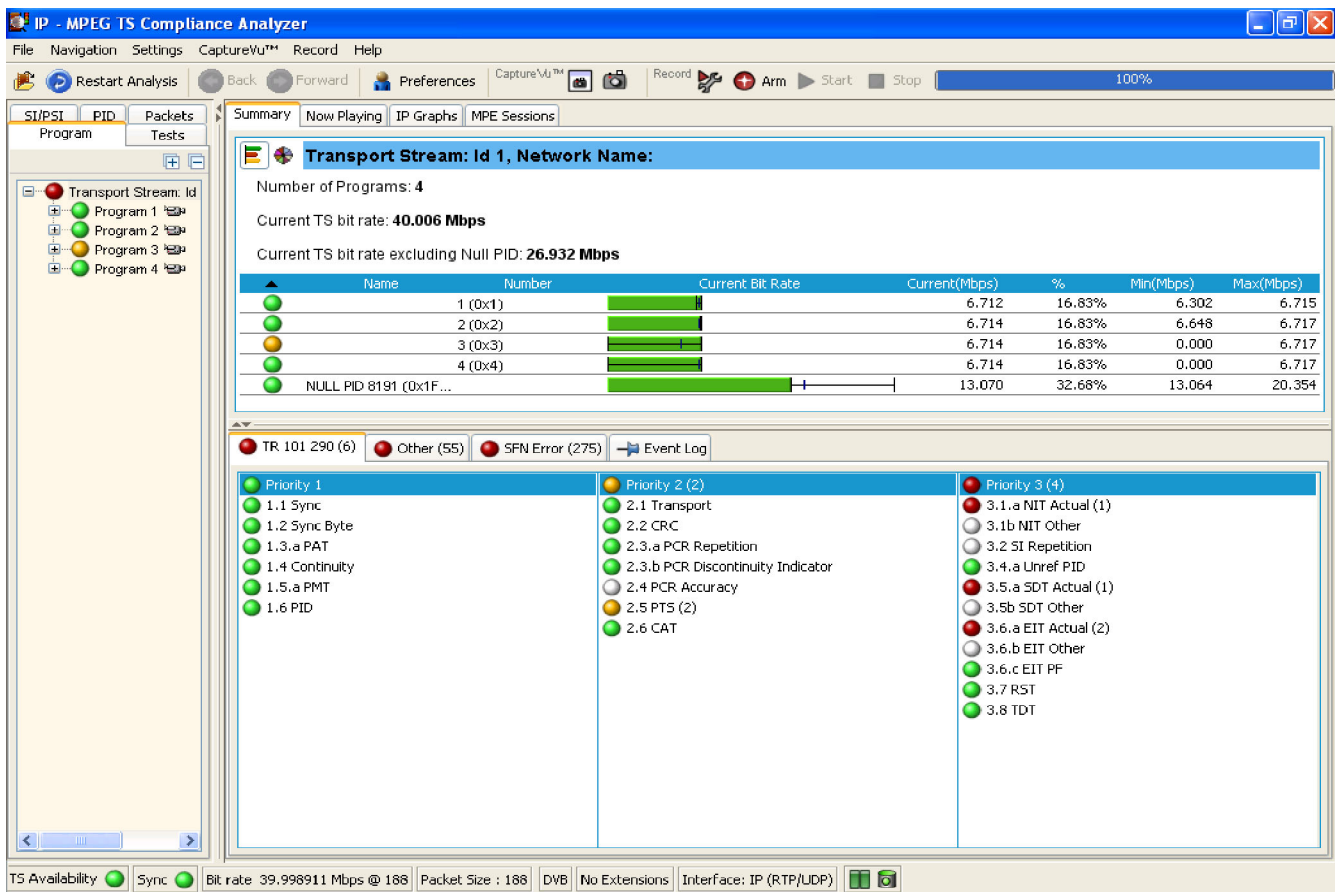 IP - MPEG TS Compliance Analyzer
File Navigation Settings CaptureVu™ Record Help
Restart Analysis Back Forward Preferences CaptureVu™ Record Arm Start Stop 100%
SI/PSI PID Packets
Program Tests
Transport Stream: Id
Program 1
Program 2
Program 3
Program 4
Summary Now Playing IP Graphs MPE Sessions
Transport Stream: Id 1, Network Name:
Number of Programs: 4
Current TS bit rate: 40.006 Mbps
Current TS bit rate excluding Null PID: 26.932 Mbps
Name Number Current Bit Rate Current(Mbps) % Min(Mbps) Max(Mbps)
1 (0x1) 6.712 16.83% 6.302 6.715
2 (0x2) 6.714 16.83% 6.648 6.717
3 (0x3) 6.714 16.83% 0.000 6.717
4 (0x4) 6.714 16.83% 0.000 6.717
NULL PID 8191 (0x1F... 13.070 32.68% 13.064 20.354
TR 101 290 (6) Other (55) SFN Error (275) Event Log
Priority 1
1.1 Sync
1.2 Sync Byte
1.3.a PAT
1.4 Continuity
1.5.a PMT
1.6 PID
Priority 2 (2)
2.1 Transport
2.2 CRC
2.3.a PCR Repetition
2.3.b PCR Discontinuity Indicator
2.4 PCR Accuracy
2.5 PTS (2)
2.6 CAT
Priority 3 (4)
3.1.a NIT Actual (1)
3.1b NIT Other
3.2 SI Repetition
3.4.a Unref PID
3.5.a SDT Actual (1)
3.5b SDT Other
3.6.a EIT Actual (2)
3.6.b EIT Other
3.6.c EIT PF
3.7 RST
3.8 TDT
TS Availability Sync Bit rate 39.998911 Mbps @ 188 Packet Size : 188 DVB No Extensions Interface: IP (RTP/UDP)